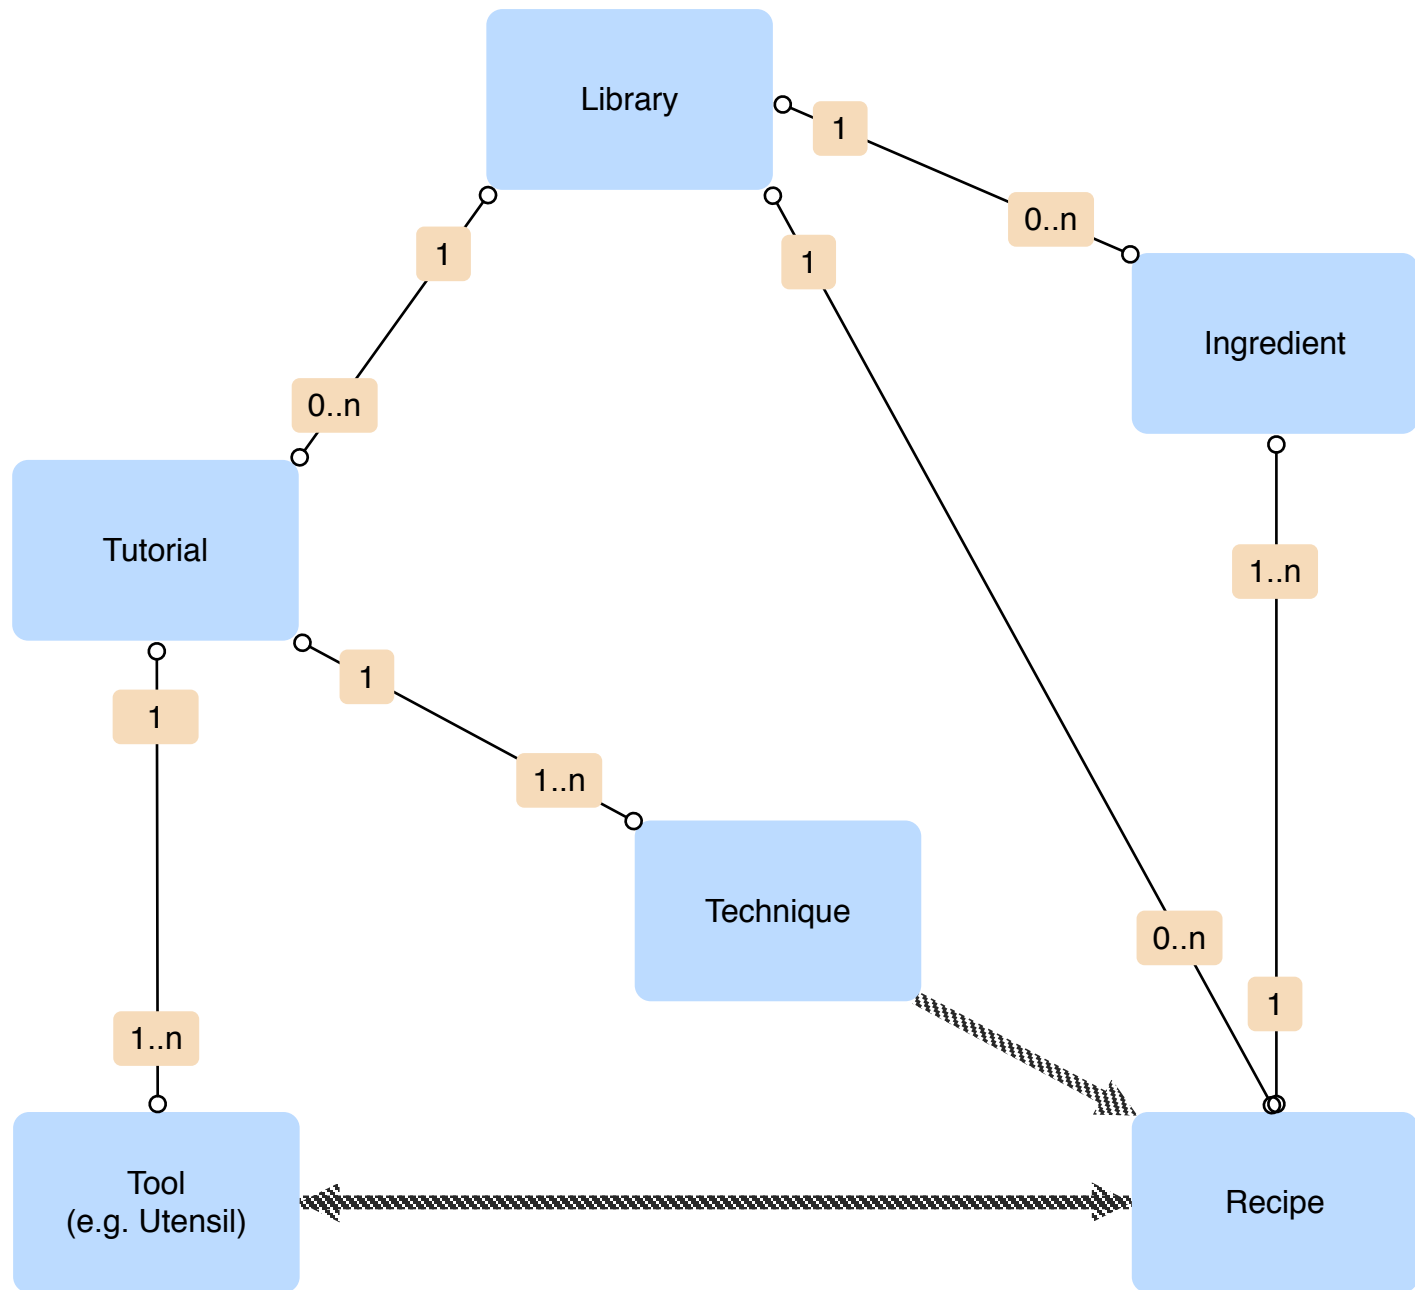 Library
1
0..n
1
1
0..n
Ingredient
Tutorial
1..n
1
1
1..n
Technique
0..n
1
1..n
Tool
(e.g. Utensil)
Recipe